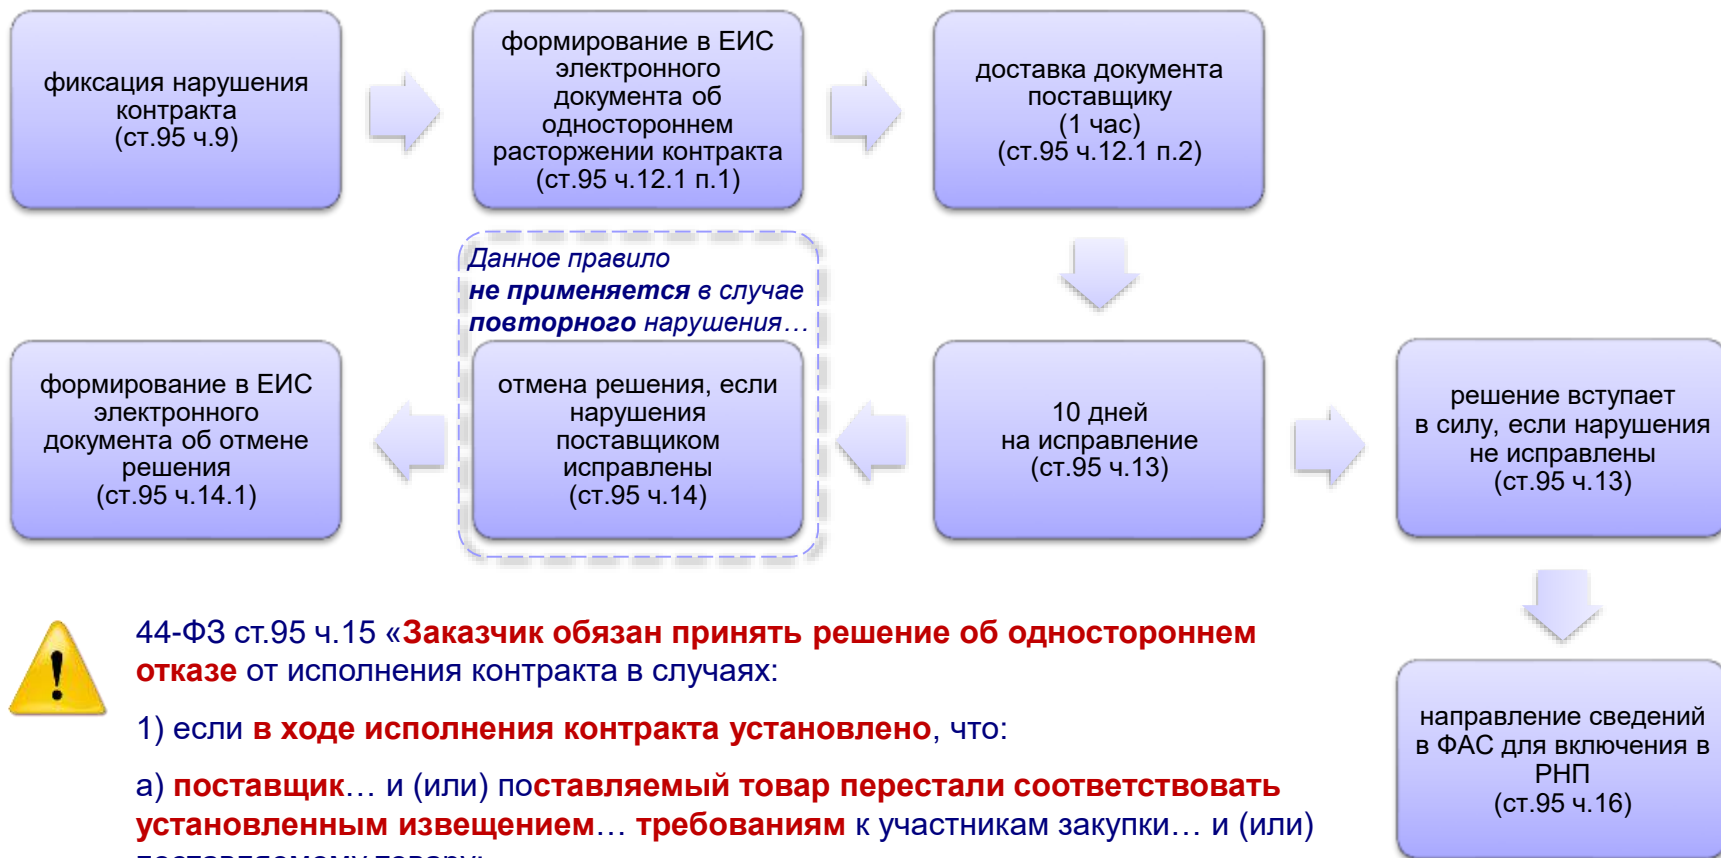 фиксация нарушения
контракта
(ст.95 ч.9)
формирование в ЕИС
электронного
документа об
одностороннем
расторжении контракта
(ст.95 ч.12.1 п.1)
доставка документа
поставщику
(1 час)
(ст.95 ч.12.1 п.2)
Данное правило
не применяется в случае
повторного нарушения…
формирование в ЕИС
электронного
документа об отмене
решения
(ст.95 ч.14.1)
отмена решения, если
нарушения
поставщиком
исправлены
(ст.95 ч.14)
10 дней
на исправление
(ст.95 ч.13)
решение вступает
в силу, если нарушения
не исправлены
(ст.95 ч.13)
направление сведений
в ФАС для включения в
РНП
(ст.95 ч.16)
44-ФЗ ст.95 ч.15 «Заказчик обязан принять решение об одностороннем
отказе от исполнения контракта в случаях:
1) если в ходе исполнения контракта установлено, что:
а) поставщик… и (или) поставляемый товар перестали соответствовать
установленным извещением… требованиям к участникам закупки… и (или)